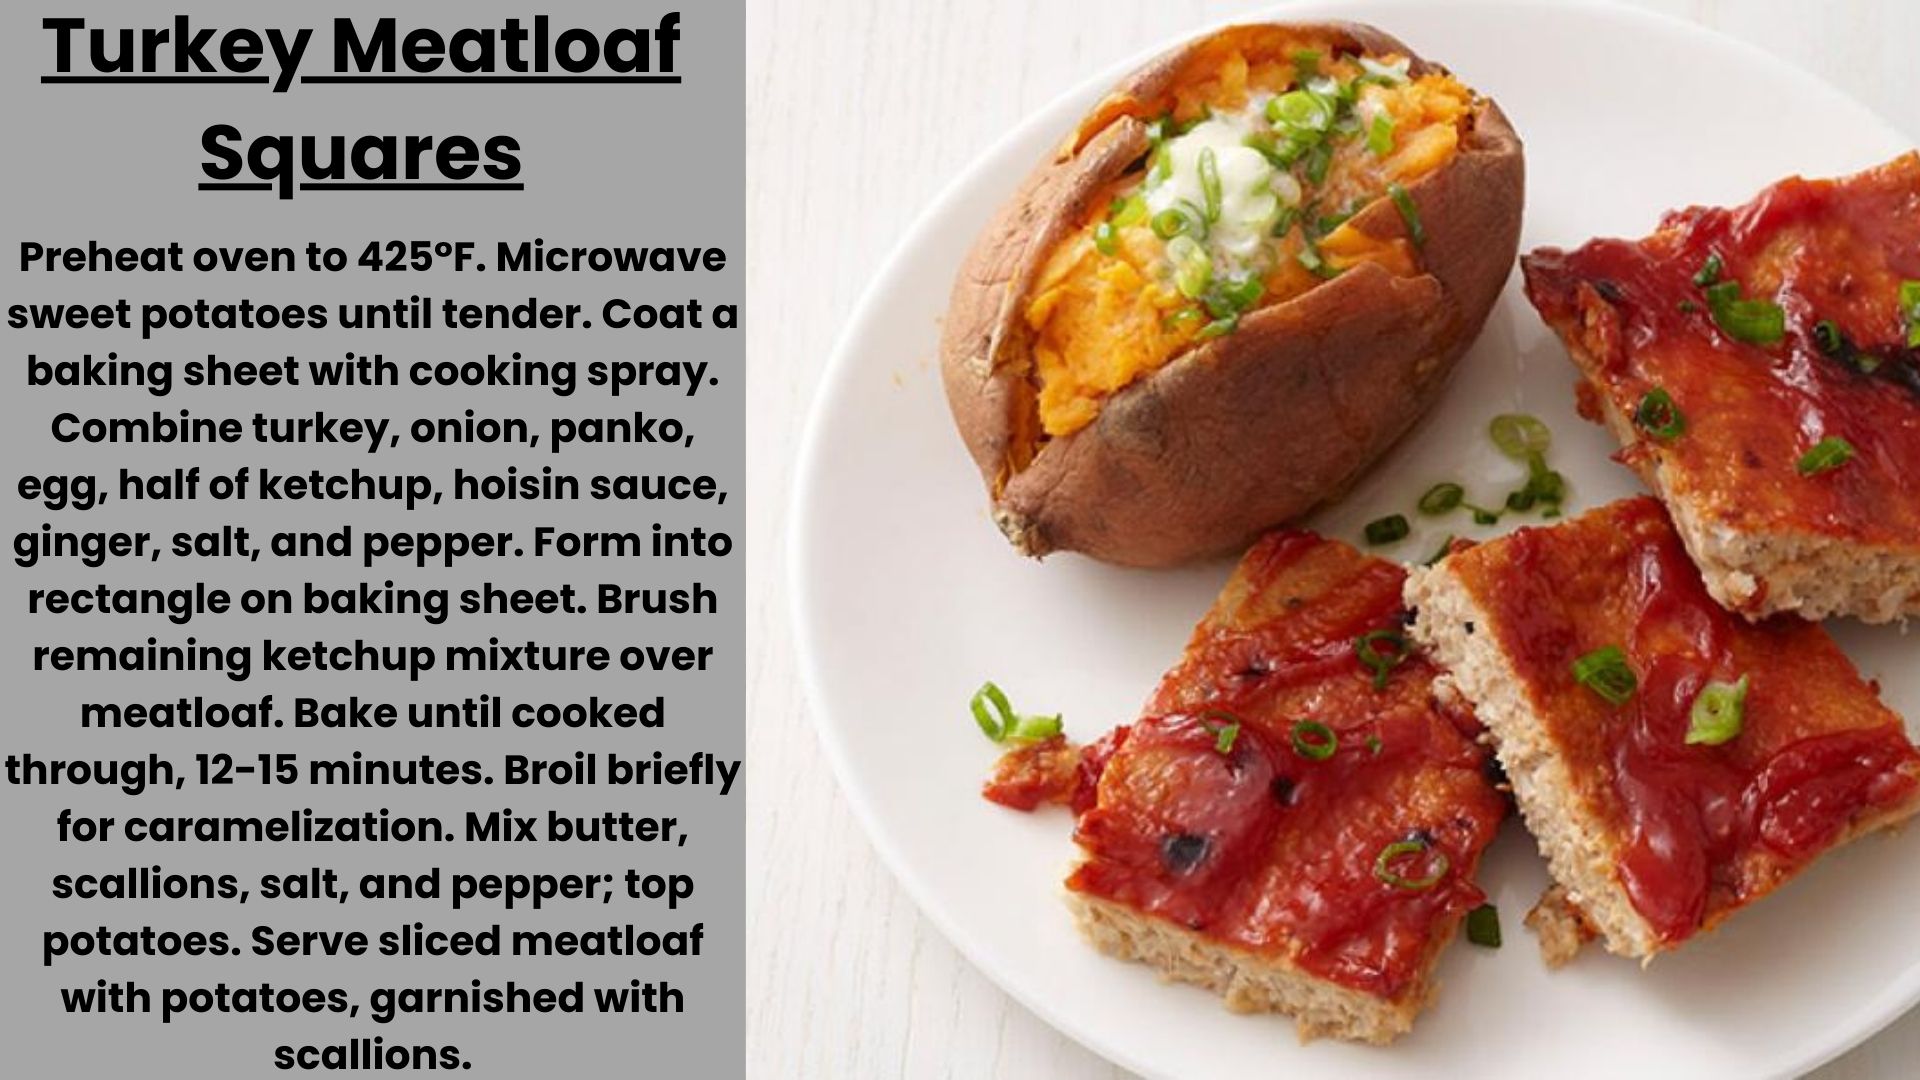 Turkey Meatloaf
Squares
Preheat oven to 425°F. Microwave
sweet potatoes until tender. Coat a
baking sheet with cooking spray.
Combine turkey, onion, panko,
egg, half of ketchup, hoisin sauce,
ginger, salt, and pepper. Form into
rectangle on baking sheet. Brush
remaining ketchup mixture over
meatloaf. Bake until cooked
through, 12-15 minutes. Broil briefly
for caramelization. Mix butter,
scallions, salt, and pepper; top
potatoes. Serve sliced meatloaf
with potatoes, garnished with
scallions.